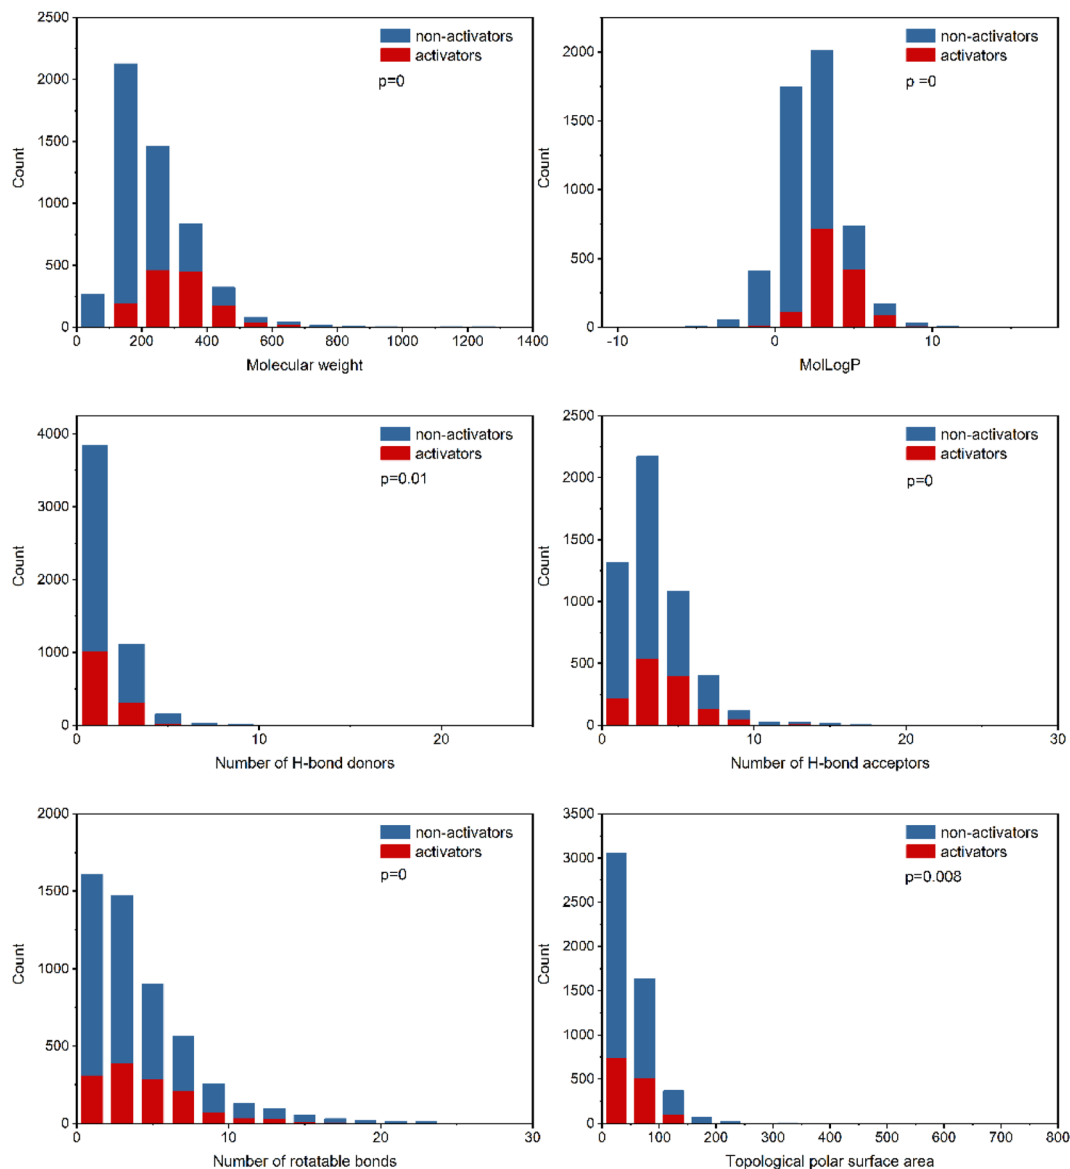 2500
2000
1500
1000
500
0
Count
non-activators
activators
p=0
0 200 400 600 800 1000 1200 1400
Molecular weight
2000
1500
1000
500
0
Count
non-activators
activators
p =0
-10 0 10
MolLogP
4000
3000
2000
1000
0
Count
non-activators
activators
p=0.01
0 10 20
Number of H-bond donors
2500
2000
1500
1000
500
0
Count
non-activators
activators
p=0
0 10 20 30
Number of H-bond acceptors
2000
1500
1000
500
0
Count
non-activators
activators
p=0
0 10 20 30
Number of rotatable bonds
3500
3000
2500
2000
1500
1000
500
0
Count
non-activators
activators
p=0.008
0 100 200 300 400 500 600 700 800
Topological polar surface area